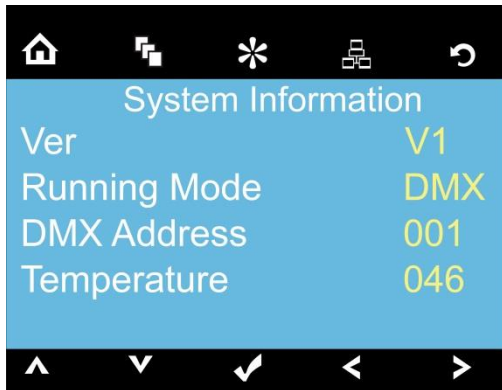 System Information
Ver V1
Running Mode DMX
DMX Address 001
Temperature 046